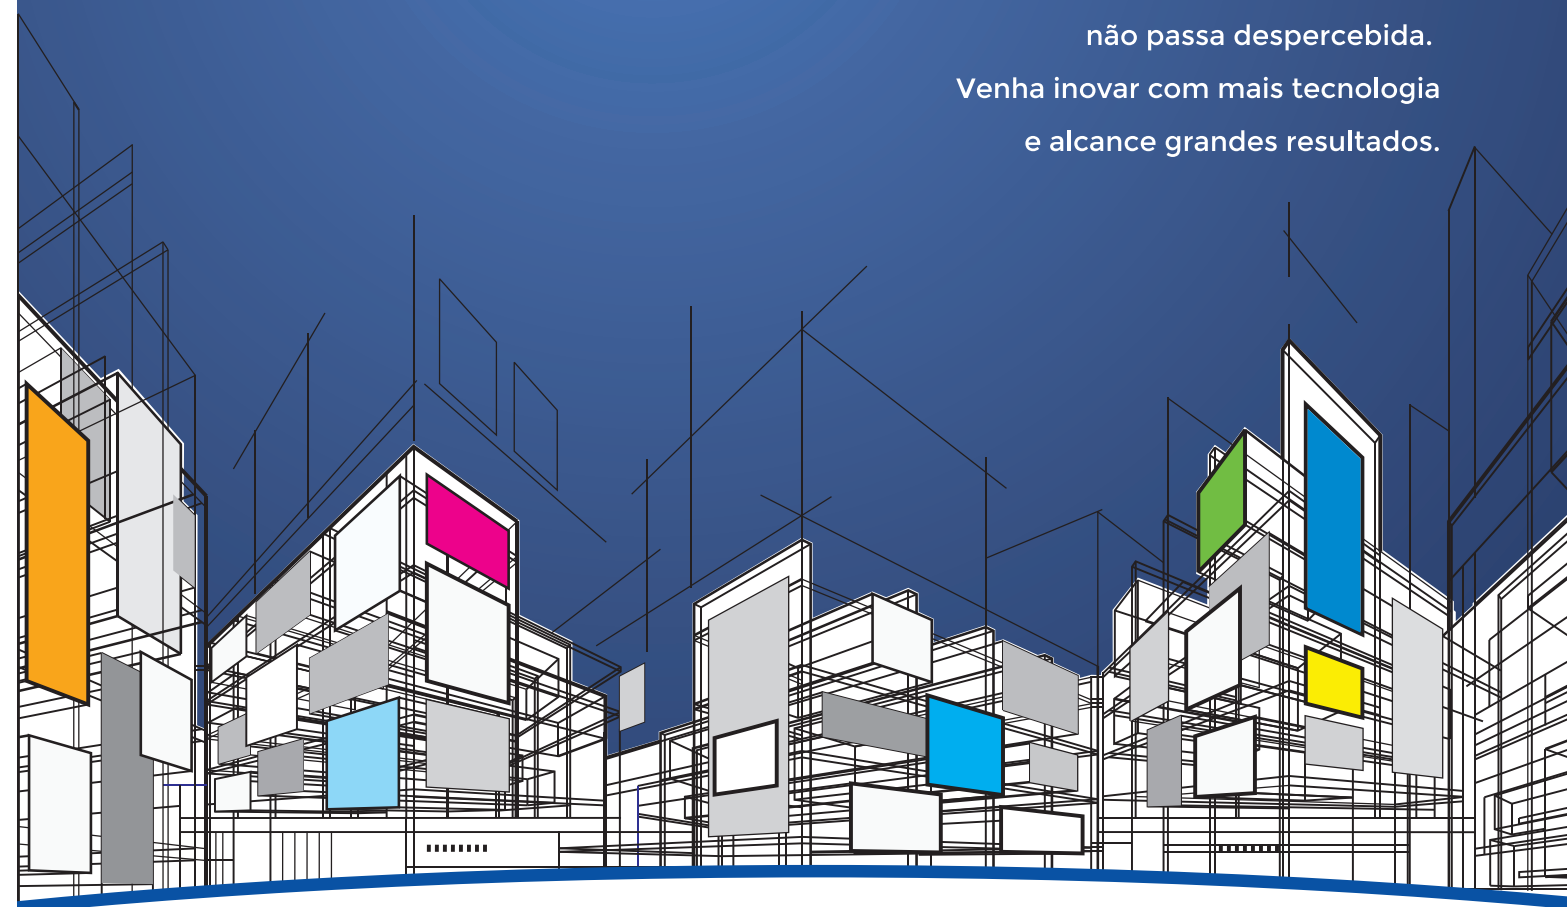 não passa despercebida.
Venha inovar com mais tecnologia
e alcance grandes resultados.